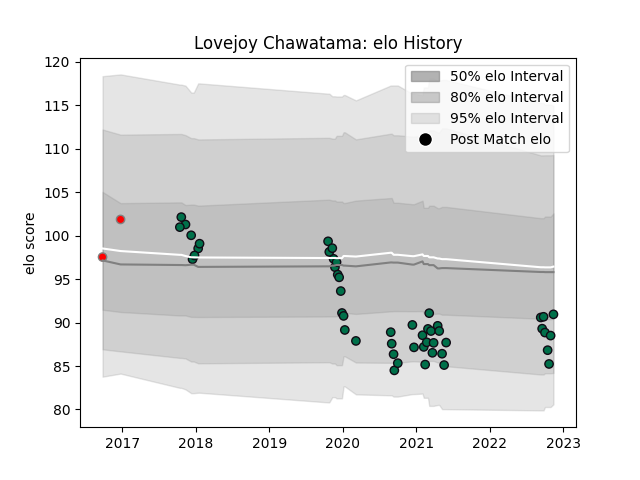 Lovejoy Chawatama: elo History
120
115
110
105
100
95
90
85
80
elo score
50% elo Interval
80% elo Interval
95% elo Interval
Post Match elo
2017
2018
2019
2020
2021
2022
2023